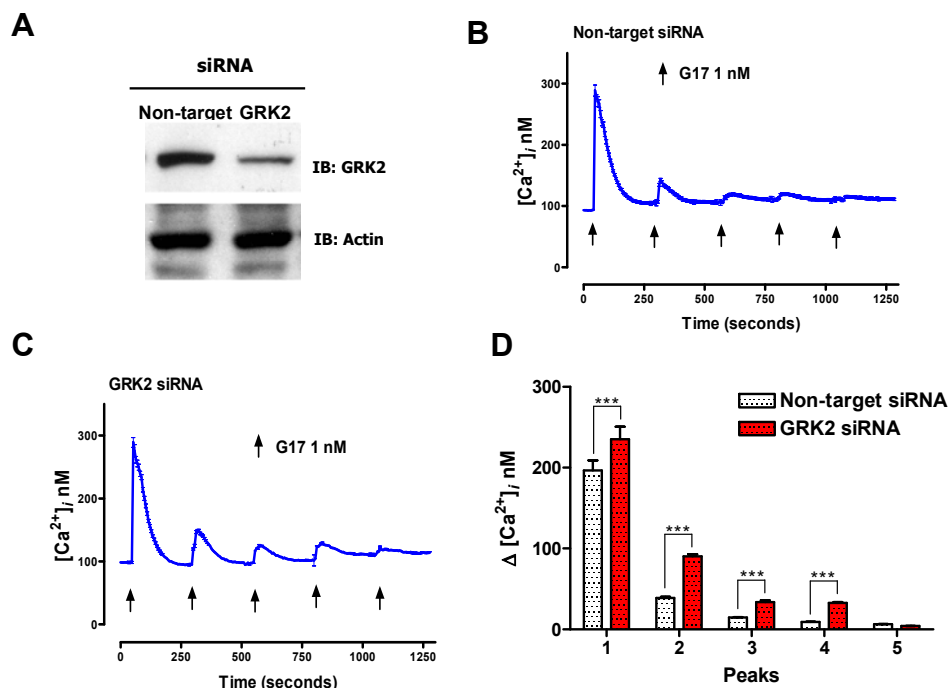 A
siRNA
Non-target GRK2
IB: GRK2
IB: Actin
B
Non-target siRNA
G17 1 nM
[Ca2+]i nM
300
200
100
0
0 250 500 750 1000 1250
Time (seconds)
C
GRK2 siRNA
G17 1 nM
[Ca2+]i nM
300
200
100
0
0 250 500 750 1000 1250
Time (seconds)
D
Non-target siRNA
GRK2 siRNA
Δ [Ca2+]i nM
300
200
100
0
***
***
***
***
1 2 3 4 5
Peaks